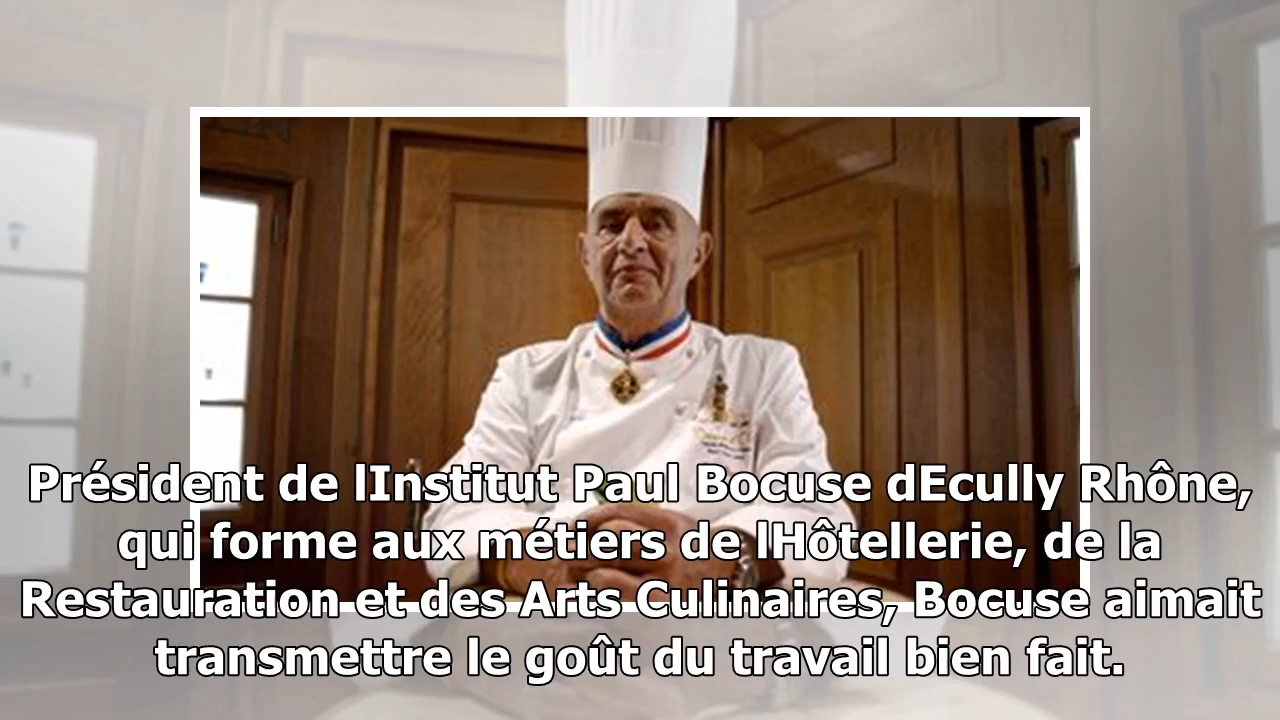 Président de lInstitut Paul Bocuse dEcully Rhône,
qui forme aux métiers de lHôtellerie, de la
Restauration et des Arts Culinaires, Bocuse aimait
transmettre le goût du travail bien fait.